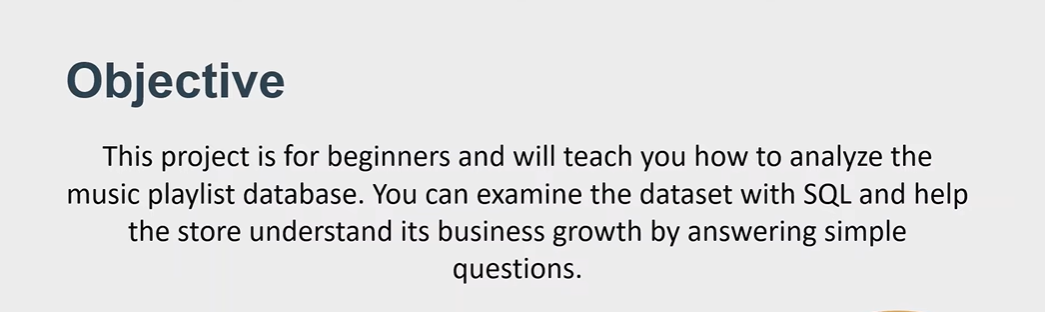 Objective
This project is for beginners and will teach you how to analyze the
music playlist database. You can examine the dataset with SQL and help
the store understand its business growth by answering simple
questions.